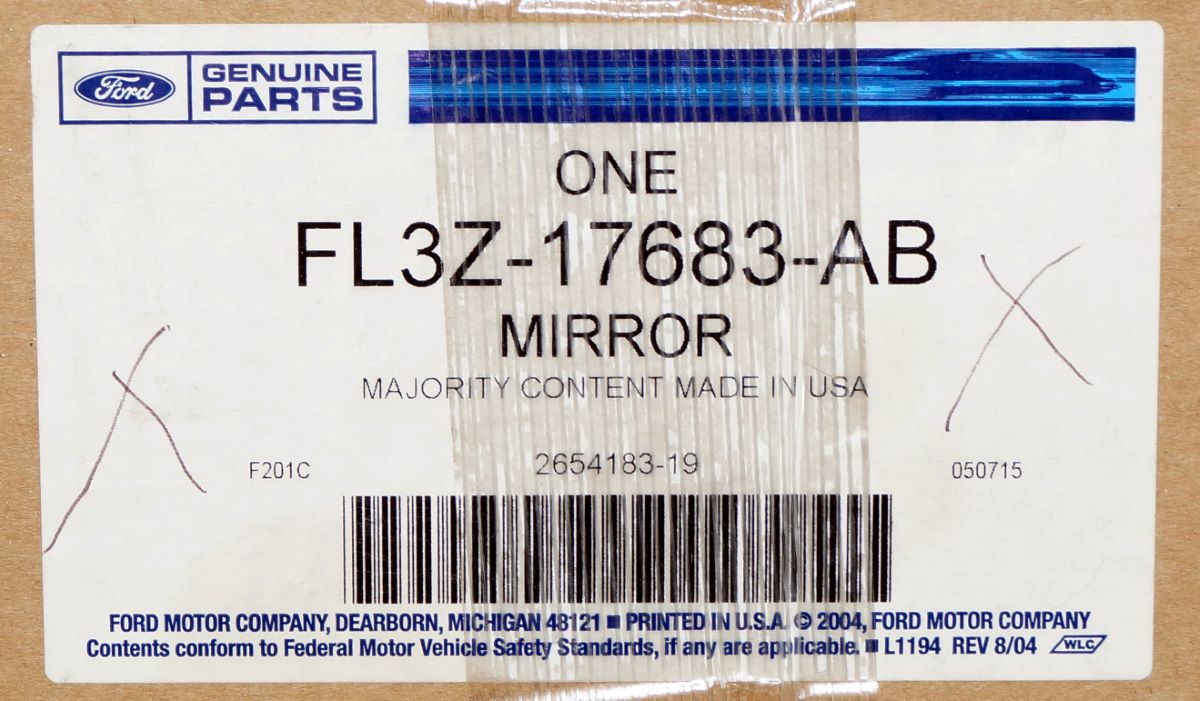 Ford GENUINE
PARTS
ONE
FL3Z-17683-AB
MIRROR
MAJORITY CONTENT MADE IN USA
F201C 2654183-19 050715
FORD MOTOR COMPANY, DEARBORN, MICHIGAN 48121 ■ PRINTED IN U.S.A. © 2004, FORD MOTOR COMPANY
Contents conform to Federal Motor Vehicle Safety Standards, if any are applicable. ■ L1194 REV 8/04 WLC